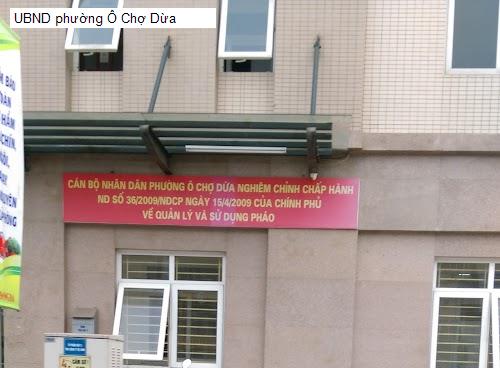 UBND phường Ô Chợ Dừa
CÁN BỘ NHÂN DÂN PHƯỜNG Ô CHỢ DỪA NGHIÊM CHỈNH CHẤP HÀNH
NĐ SỐ 36/2009/NĐCP NGÀY 15/4/2009 CỦA CHÍNH PHỦ
VỀ QUẢN LÝ VÀ SỬ DỤNG PHÁO